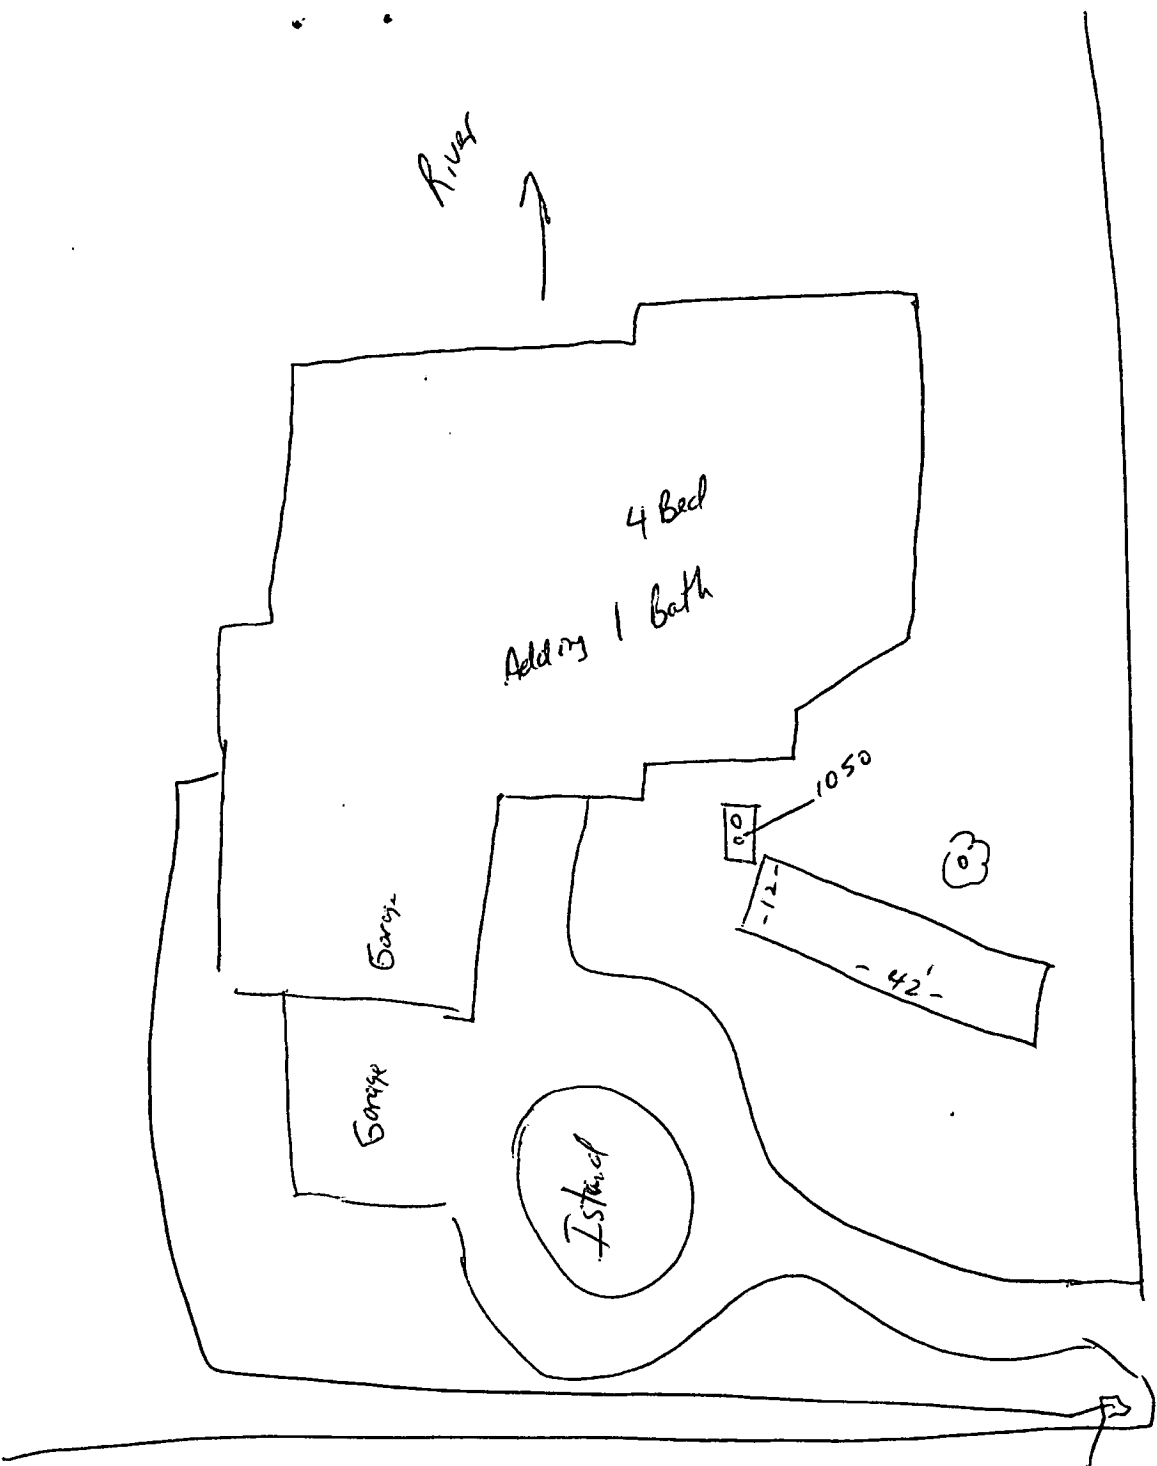 River
4 Bed
Adding 1 Bath
1050
-12-
-42'-
Garage
Garage
Island